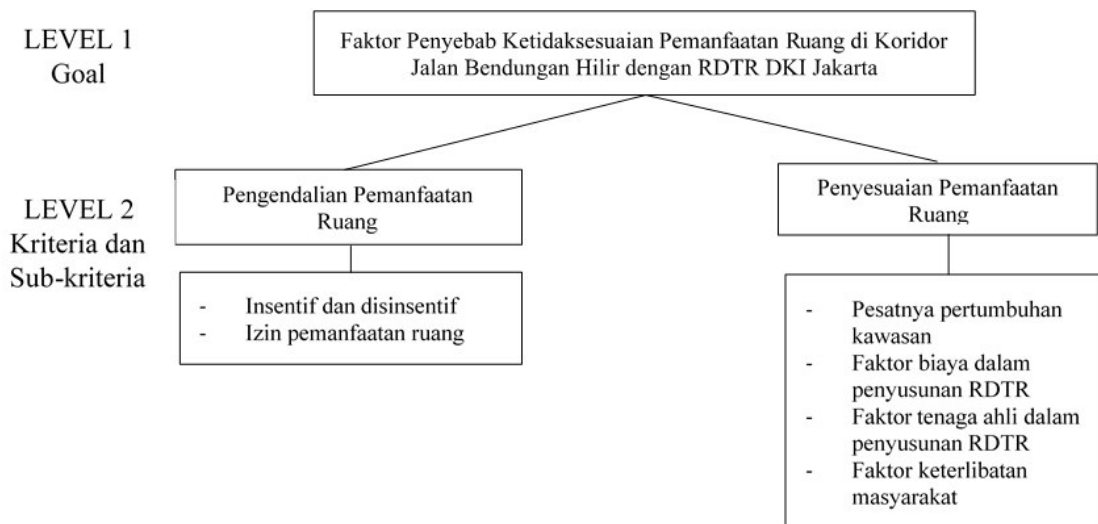 LEVEL 1
Goal
Faktor Penyebab Ketidaksesuaian Pemanfaatan Ruang di Koridor
Jalan Bendungan Hilir dengan RDTR DKI Jakarta
LEVEL 2
Kriteria dan
Sub-kriteria
Pengendalian Pemanfaatan
Ruang
- Insentif dan disinsentif
- Izin pemanfaatan ruang
Penyesuaian Pemanfaatan
Ruang
- Pesatnya pertumbuhan
kawasan
- Faktor biaya dalam
penyusunan RDTR
- Faktor tenaga ahli dalam
penyusunan RDTR
- Faktor keterlibatan
masyarakat